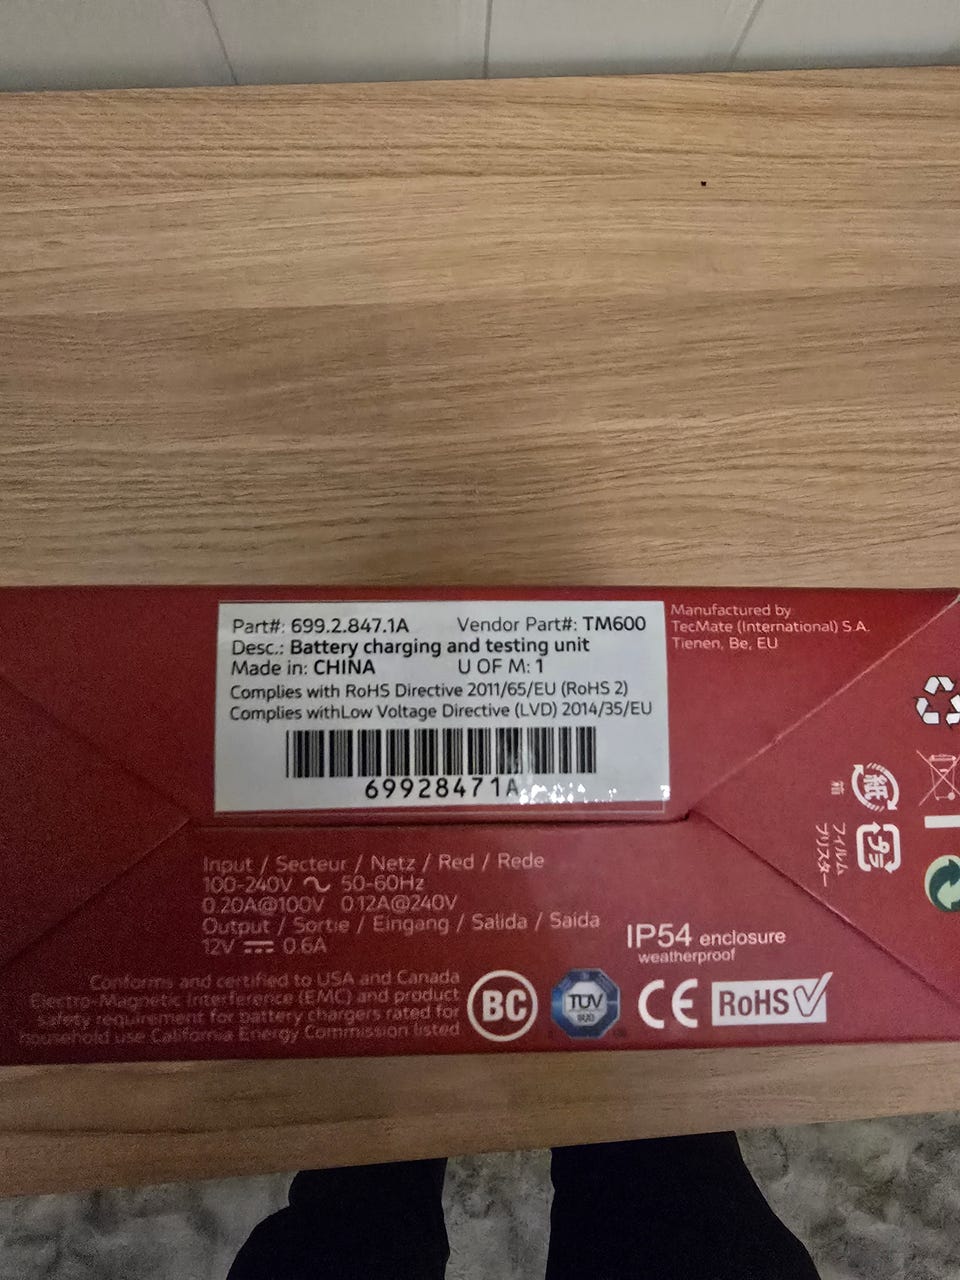 Part#: 699.2.847.1A Vendor Part#: TM600
Desc.: Battery charging and testing unit
Made in: CHINA U OF M: 1
Complies with RoHS Directive 2011/65/EU (RoHS 2)
Complies withLow Voltage Directive (LVD) 2014/35/EU
69928471A
Manufactured by:
TecMate (International) S.A.
Tienen, Be, EU
Input / Secteur / Netz / Red / Rede
100-240V 50-60Hz
0.20A@100V 0.12A@240V
Output / Sortie / Eingang / Salida / Saida
12V 0.6A
IP54 enclosure
weatherproof
Conforms and certified to USA and Canada
Electro-Magnetic Interference (EMC) and product
safety requirement for battery chargers rated for
household use California Energy Commission listed
BC
TÜV
SÜD
CE
RoHS
紙
箱
プラ
フィルム
ブリスター